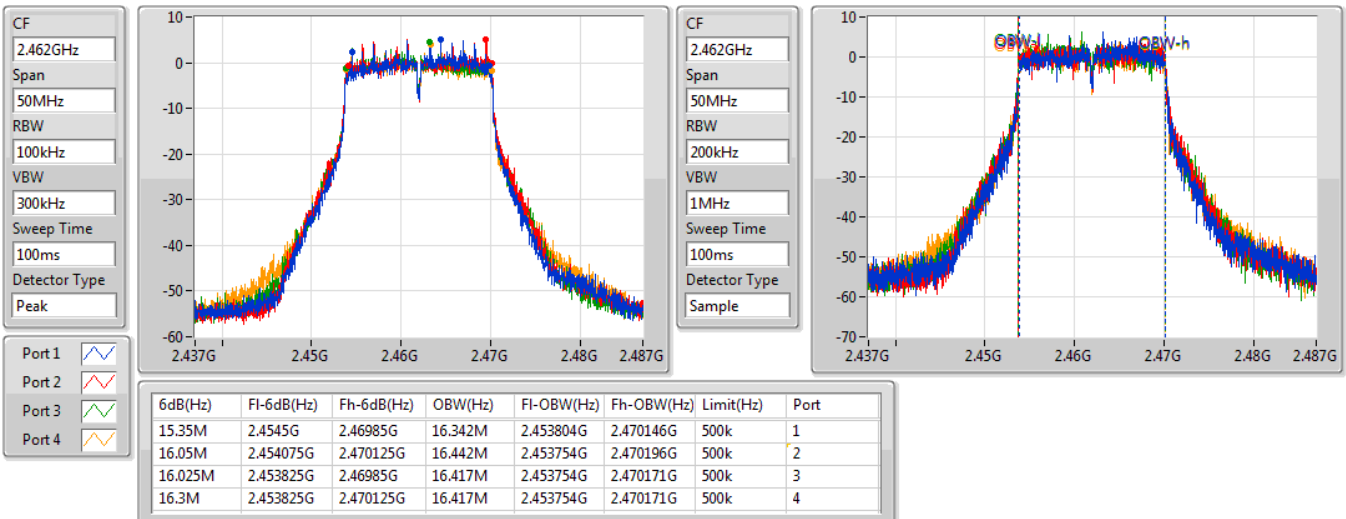 CF
2.462GHz
Span
50MHz
RBW
100kHz
VBW
300kHz
Sweep Time
100ms
Detector Type
Peak
10
0
-10
-20
-30
-40
-50
-60
2.437G 2.45G 2.46G 2.47G 2.48G 2.487G
CF
2.462GHz
Span
50MHz
RBW
200kHz
VBW
1MHz
Sweep Time
100ms
Detector Type
Sample
10
0
-10
-20
-30
-40
-50
-60
-70
OBW-l OBW-h
2.437G 2.45G 2.46G 2.47G 2.48G 2.487G
Port 1
Port 2
Port 3
Port 4
6dB(Hz) Fl-6dB(Hz) Fh-6dB(Hz) OBW(Hz) Fl-OBW(Hz) Fh-OBW(Hz) Limit(Hz) Port
15.35M 2.4545G 2.46985G 16.342M 2.453804G 2.470146G 500k 1
16.05M 2.454075G 2.470125G 16.442M 2.453754G 2.470196G 500k 2
16.025M 2.453825G 2.46985G 16.417M 2.453754G 2.470171G 500k 3
16.3M 2.453825G 2.470125G 16.417M 2.453754G 2.470171G 500k 4